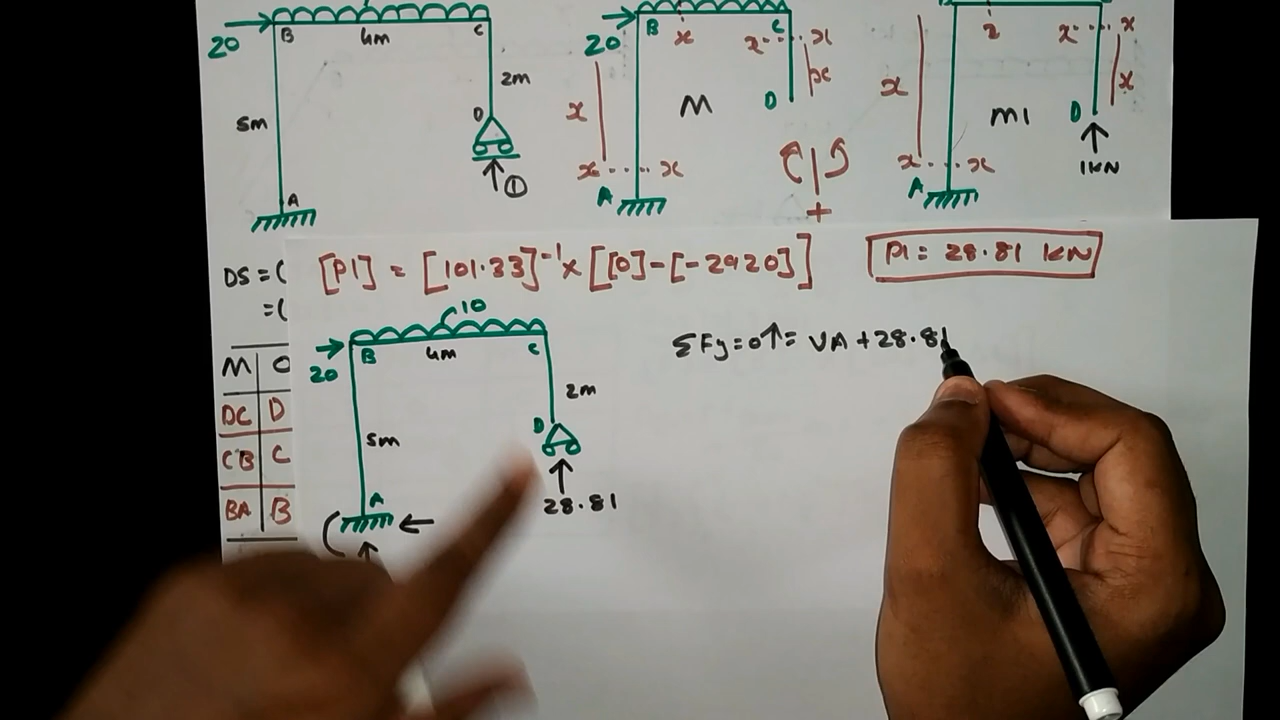 20 B 4m C
2m
5m
D
①
A
20 B x C x x
x
x D
M
x x
A
+
x x x
x x
M1 D
x x
A
1KN
DS = (
= (
[P1] = [101.33]⁻¹ x [[0]-[-2920]]
P1 = 28.81 KN
10
20 B 4m C
2m
5m
D
A
28.81
ΣFy=0↑= VA +28.81
M O
DC D
CB C
BA B